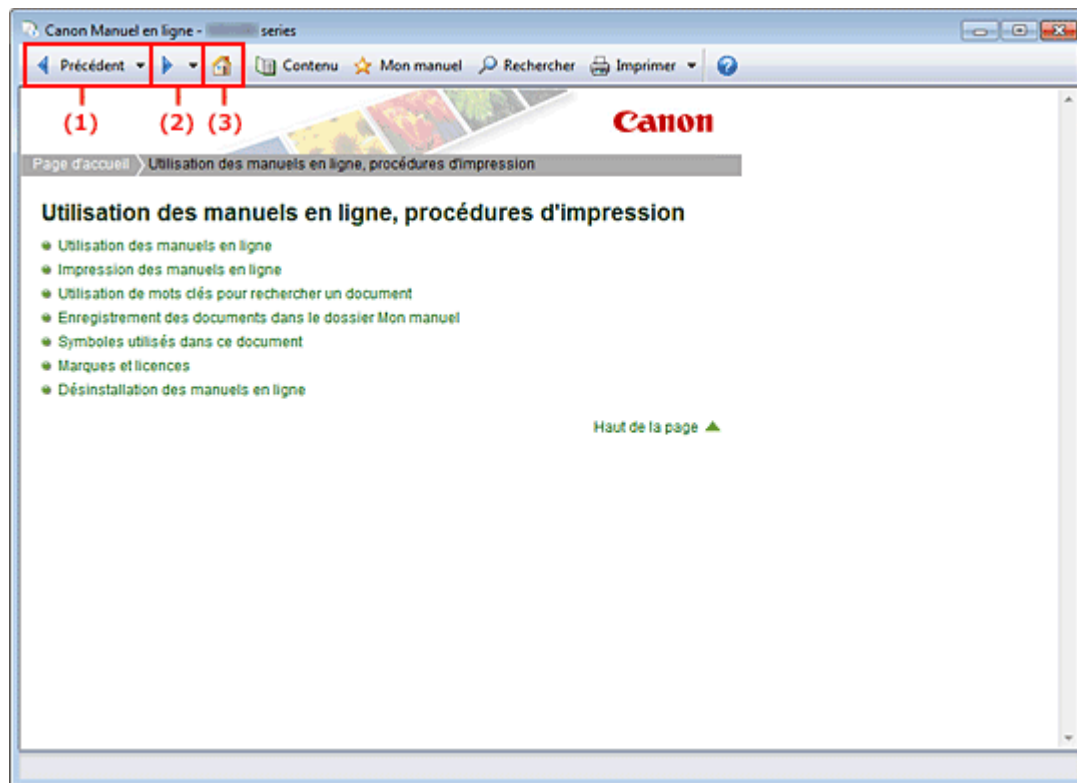 Canon Manuel en ligne - series
Précédent Contenu Mon manuel Rechercher Imprimer
(1) (2) (3)
Canon
Page d'accueil Utilisation des manuels en ligne, procédures d'impression
Utilisation des manuels en ligne, procédures d'impression
Utilisation des manuels en ligne
Impression des manuels en ligne
Utilisation de mots clés pour rechercher un document
Enregistrement des documents dans le dossier Mon manuel
Symboles utilisés dans ce document
Marques et licences
Désinstallation des manuels en ligne
Haut de la page